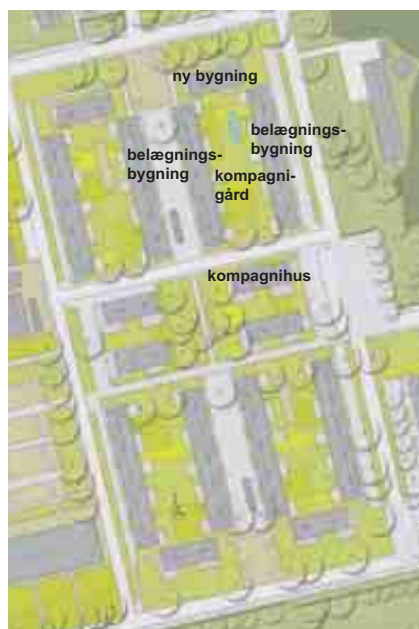 ny bygning
belægnings-
bygning
belægnings-
bygning
kompagni-
gård
kompagnihus